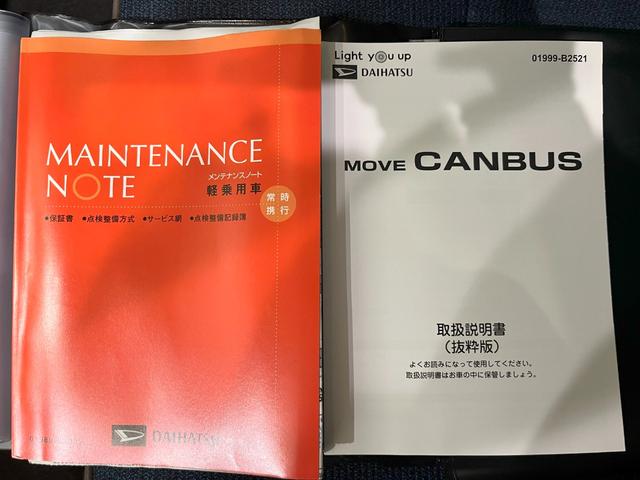 MAINTENANCE
NOTE
メンテナンスノート
軽乗用車
常時
携行
●保証書 ●点検整備方式 ●サービス網 ●点検整備記録簿
DAIHATSU
Light you up
DAIHATSU
01999-B2521
MOVE CANBUS
取扱説明書
（抜粋版）
よくお読みになって使用してください。
取扱説明書はお車の中に保管しましょう。